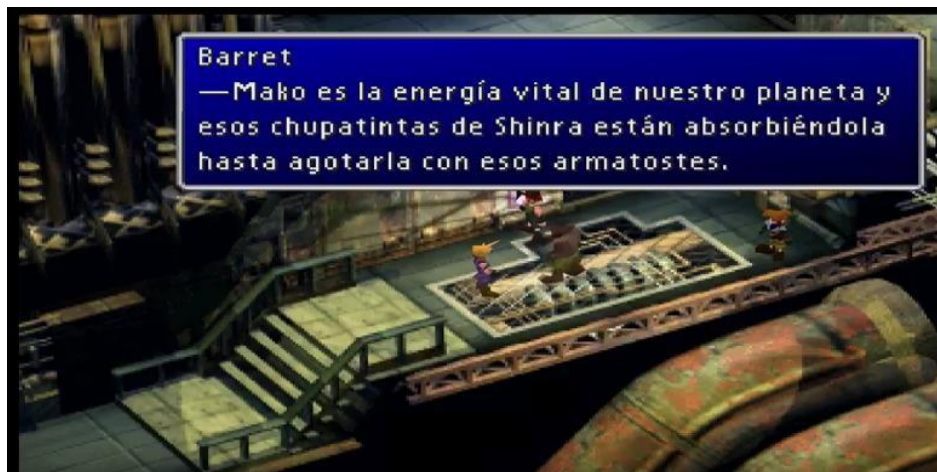 Barret
—Mako es la energía vital de nuestro planeta y
esos chupatintas de Shinra están absorbiéndola
hasta agotarla con esos armatostes.